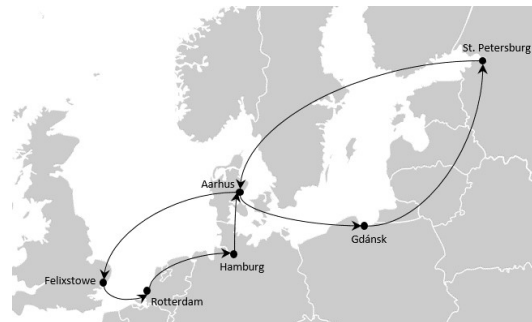 St. Petersburg
Aarhus
Gdánsk
Hamburg
Felixstowe
Rotterdam